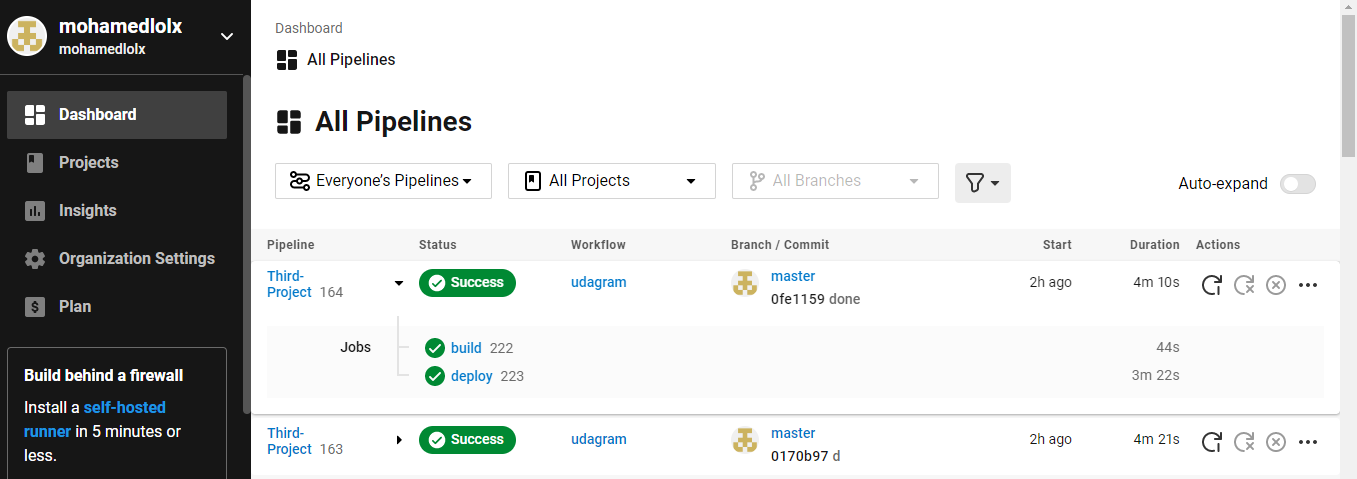 mohamedlolx
mohamedlolx
Dashboard
Projects
Insights
Organization Settings
Plan
Build behind a firewall
Install a self-hosted
runner in 5 minutes or
less.
Dashboard
All Pipelines
All Pipelines
Everyone’s Pipelines All Projects All Branches Auto-expand
Pipeline Status Workflow Branch / Commit Start Duration Actions
Third-
Project 164 Success udagram master 2h ago 4m 10s
0fe1159 done
Jobs build 222 44s
deploy 223 3m 22s
Third-
Project 163 Success udagram master 2h ago 4m 21s
0170b97 d